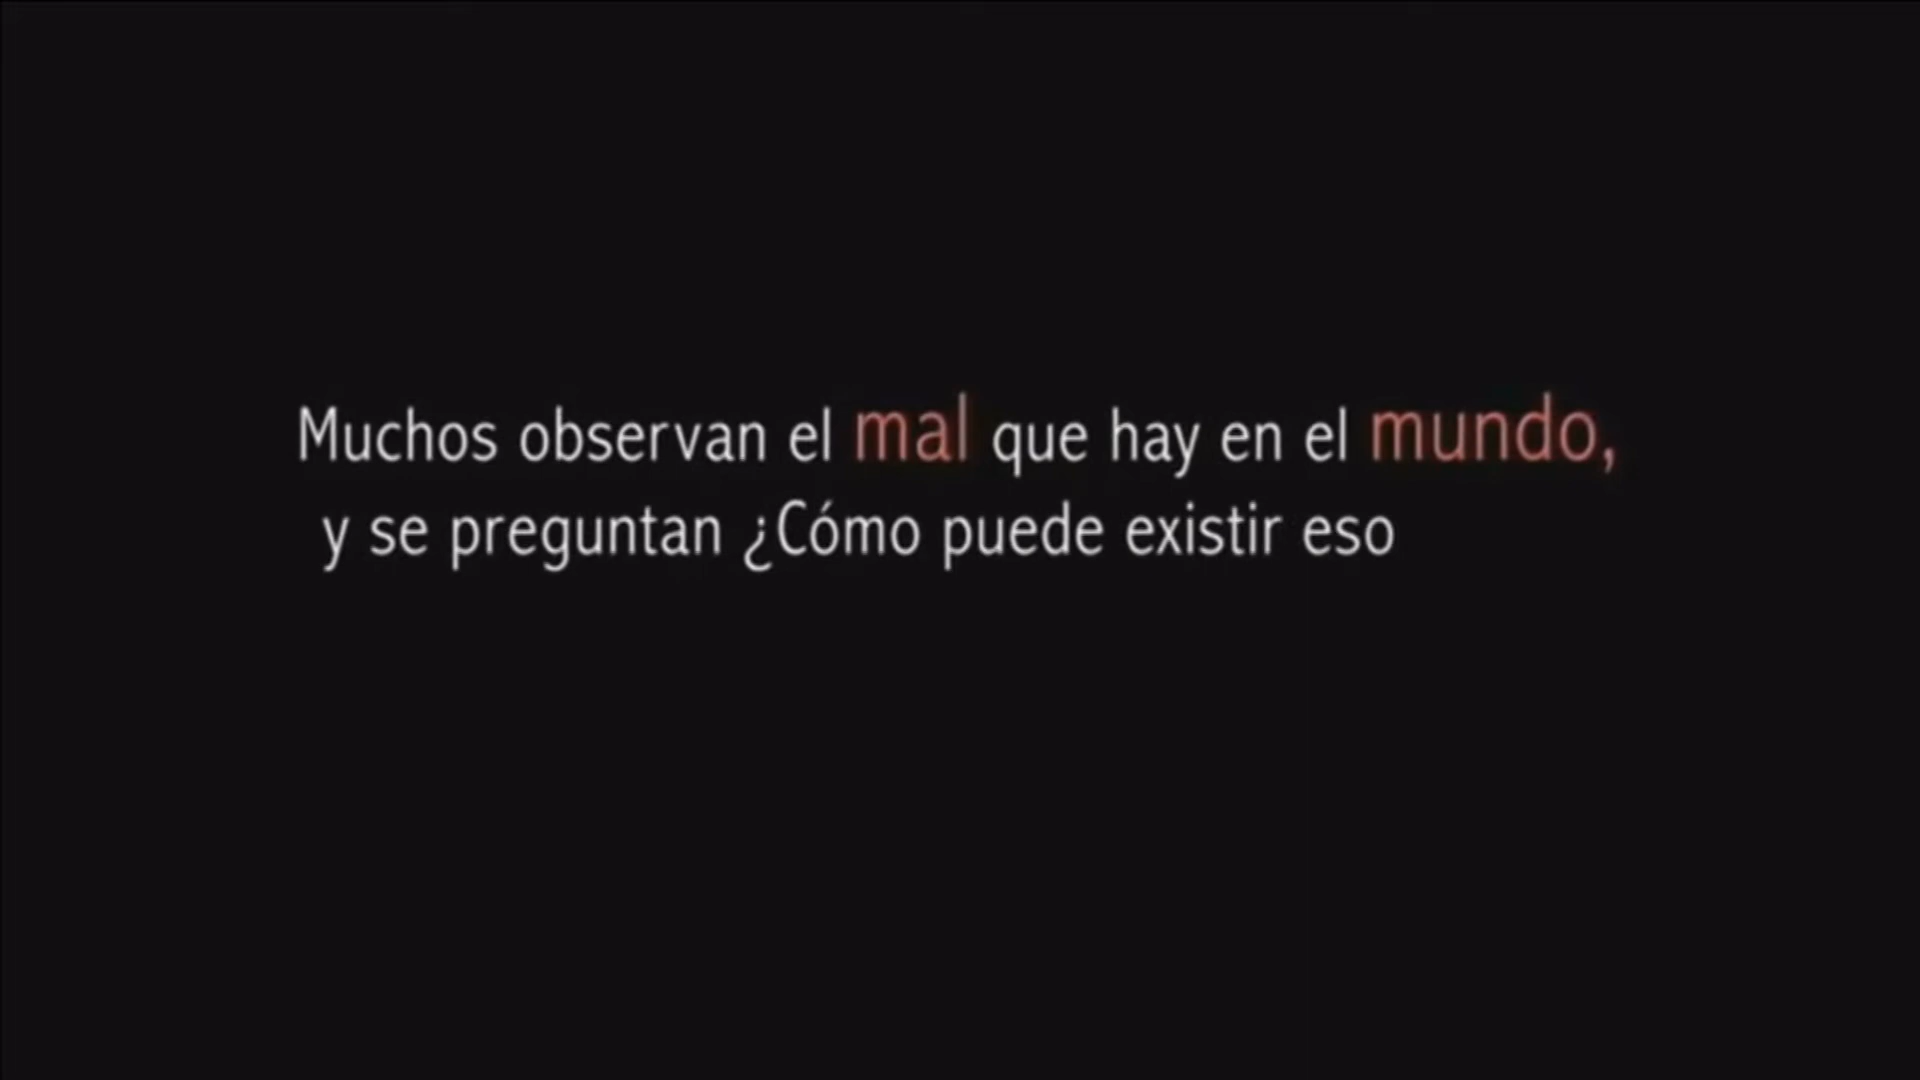 Muchos observan el mal que hay en el mundo,
y se preguntan ¿Cómo puede existir eso